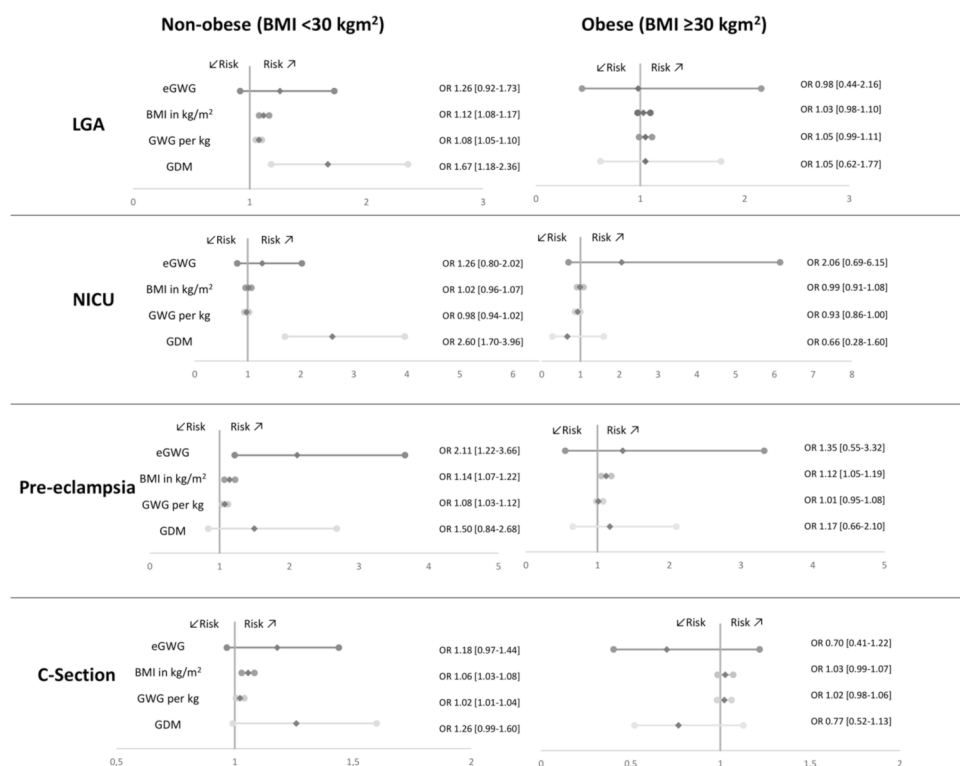 Non-obese (BMI <30 kgm²) Obese (BMI ≥30 kgm²)
↙Risk Risk ↗ ↙Risk Risk ↗
LGA
eGWG OR 1.26 [0.92-1.73] OR 0.98 [0.44-2.16]
BMI in kg/m² OR 1.12 [1.08-1.17] OR 1.03 [0.98-1.10]
GWG per kg OR 1.08 [1.05-1.10] OR 1.05 [0.99-1.11]
GDM OR 1.67 [1.18-2.36] OR 1.05 [0.62-1.77]
0 1 2 3 0 1 2 3
↙Risk Risk ↗ ↙Risk Risk ↗
NICU
eGWG OR 1.26 [0.80-2.02] OR 2.06 [0.69-6.15]
BMI in kg/m² OR 1.02 [0.96-1.07] OR 0.99 [0.91-1.08]
GWG per kg OR 0.98 [0.94-1.02] OR 0.93 [0.86-1.00]
GDM OR 2.60 [1.70-3.96] OR 0.66 [0.28-1.60]
0 1 2 3 4 5 6 0 1 2 3 4 5 6 7 8
↙Risk Risk ↗ ↙Risk Risk ↗
Pre-eclampsia
eGWG OR 2.11 [1.22-3.66] OR 1.35 [0.55-3.32]
BMI in kg/m² OR 1.14 [1.07-1.22] OR 1.12 [1.05-1.19]
GWG per kg OR 1.08 [1.03-1.12] OR 1.01 [0.95-1.08]
GDM OR 1.50 [0.84-2.68] OR 1.17 [0.66-2.10]
0 1 2 3 4 5 0 1 2 3 4 5
↙Risk Risk ↗ ↙Risk Risk ↗
C-Section
eGWG OR 1.18 [0.97-1.44] OR 0.70 [0.41-1.22]
BMI in kg/m² OR 1.06 [1.03-1.08] OR 1.03 [0.99-1.07]
GWG per kg OR 1.02 [1.01-1.04] OR 1.02 [0.98-1.06]
GDM OR 1.26 [0.99-1.60] OR 0.77 [0.52-1.13]
0,5 1 1,5 2 0 0,5 1 1,5 2